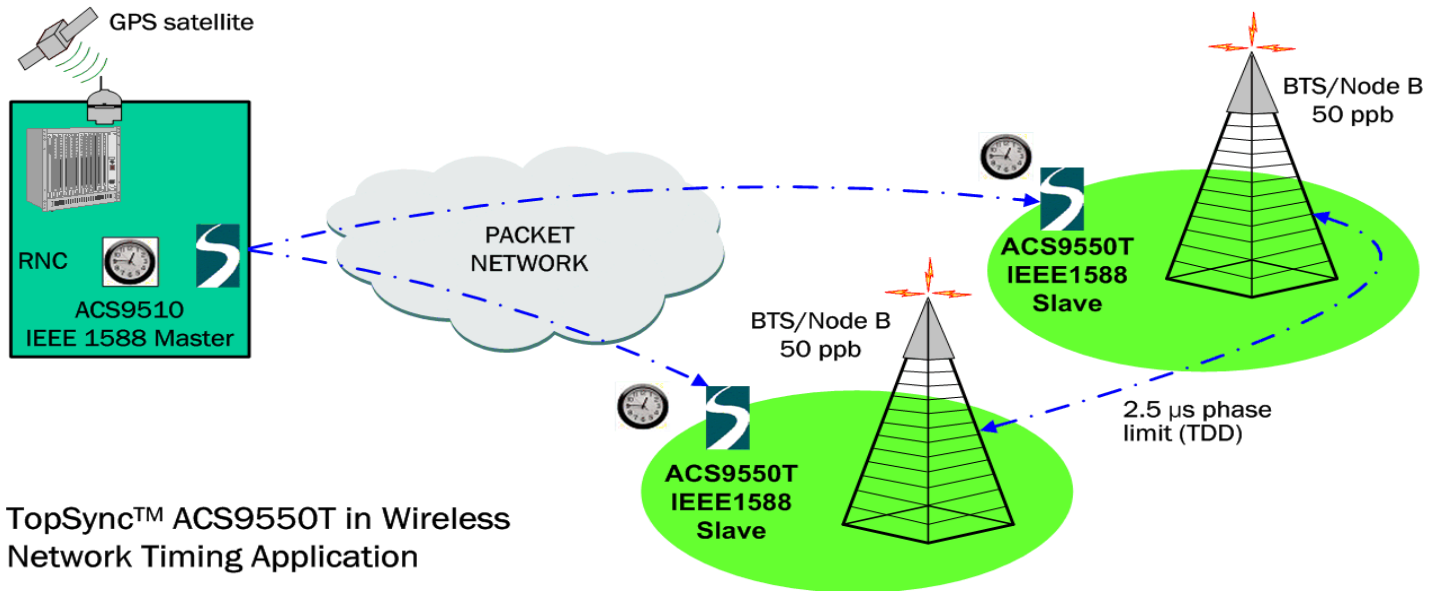 GPS satellite
RNC
ACS9510
IEEE 1588 Master
PACKET
NETWORK
BTS/Node B
50 ppb
ACS9550T
IEEE1588
Slave
BTS/Node B
50 ppb
ACS9550T
IEEE1588
Slave
2.5 µs phase
limit (TDD)
TopSync™ ACS9550T in Wireless
Network Timing Application